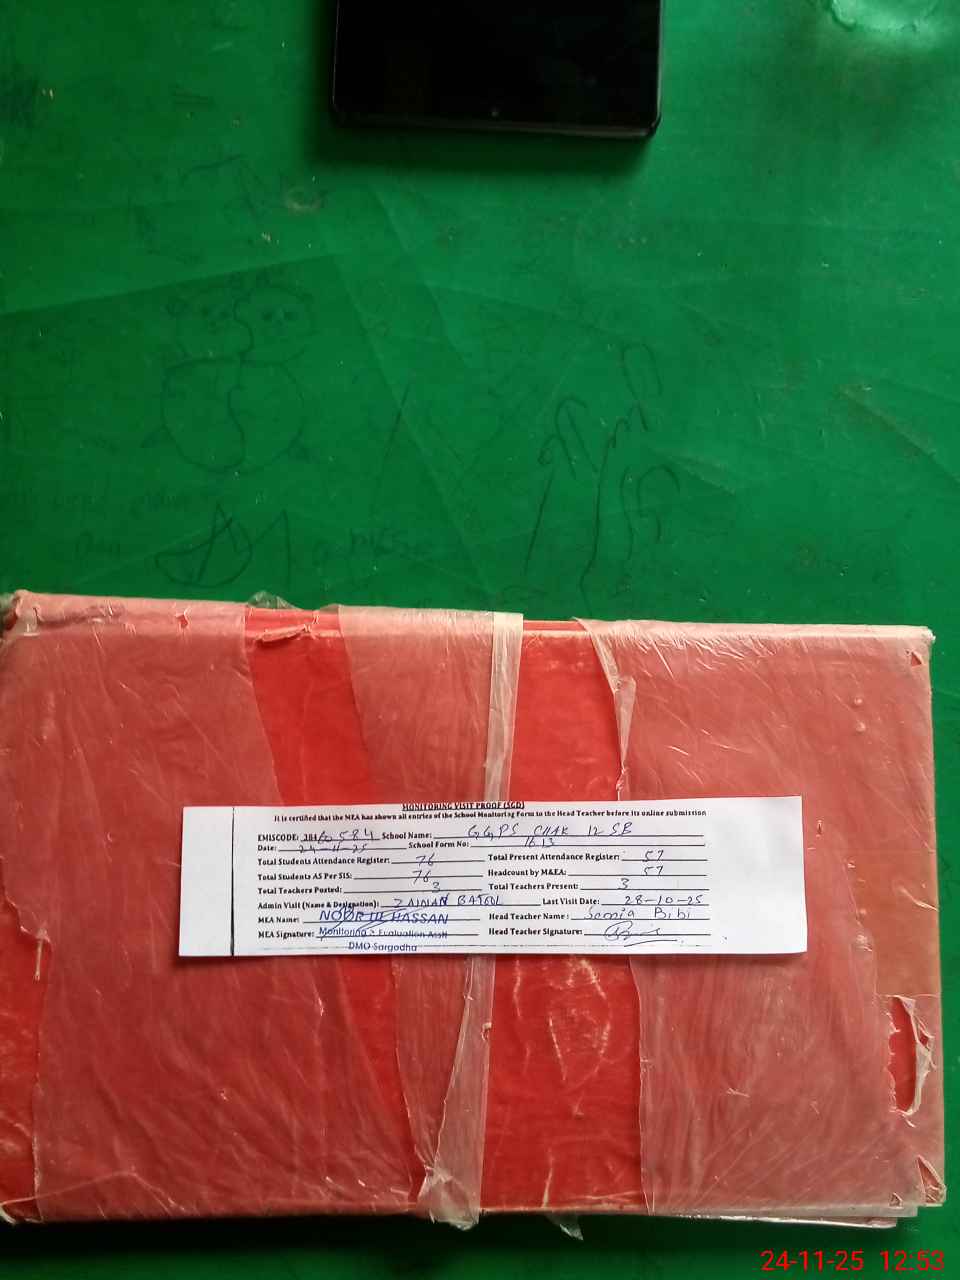 MONITORING VISIT PROOF (SGD)
It is certified that the MEA has shown all entries of the School Monitoring Form to the Head Teacher before its online submission
EMISCODE: 38460584 School Name: GGPS CHAK 12 SB
Date: 24-11-25 School Form No: 1613
Total Students Attendance Register: 76 Total Present Attendance Register: 57
Total Students AS Per SIS: 76 Headcount by M&EA: 57
Total Teachers Posted: 3 Total Teachers Present: 3
Admin Visit (Name & Designation): ZAINAB BATOOL Last Visit Date: 28-10-25
MEA Name: NOOR UL HASSAN Head Teacher Name: Somia Bibi
MEA Signature: Monitoring & Evaluation Asstt Head Teacher Signature:
DMO Sargodha
24-11-25 12:53